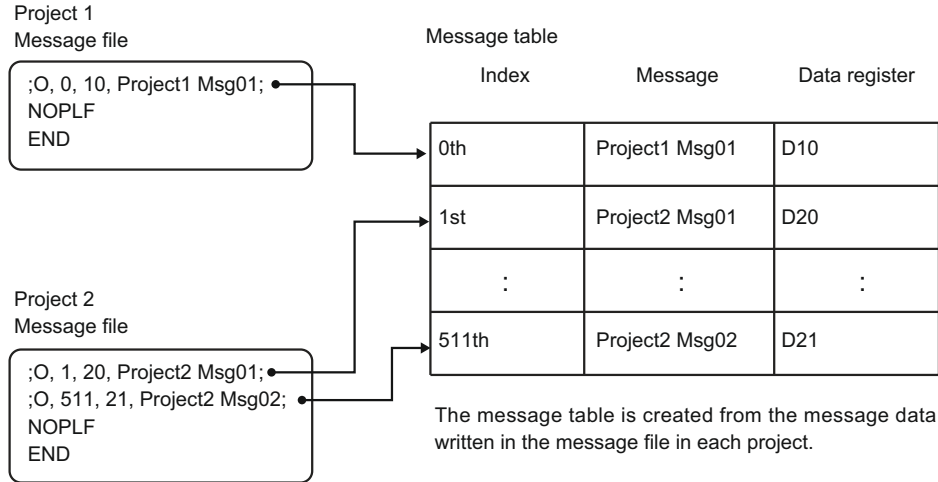 Project 1
Message file
;O, 0, 10, Project1 Msg01;
NOPLF
END
Project 2
Message file
;O, 1, 20, Project2 Msg01;
;O, 511, 21, Project2 Msg02;
NOPLF
END
Message table
Index Message Data register
0th Project1 Msg01 D10
1st Project2 Msg01 D20
: : :
511th Project2 Msg02 D21
The message table is created from the message data
written in the message file in each project.